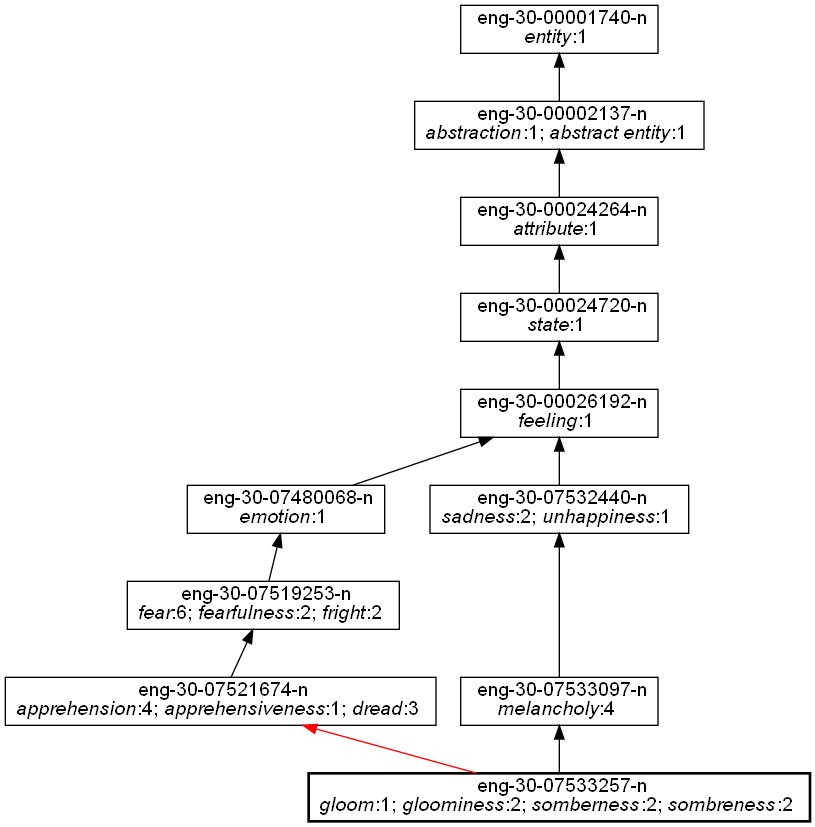 eng-30-00001740-n
entity:1
eng-30-00002137-n
abstraction:1; abstract entity:1
eng-30-00024264-n
attribute:1
eng-30-00024720-n
state:1
eng-30-00026192-n
feeling:1
eng-30-07480068-n
emotion:1
eng-30-07532440-n
sadness:2; unhappiness:1
eng-30-07519253-n
fear:6; fearfulness:2; fright:2
eng-30-07521674-n
apprehension:4; apprehensiveness:1; dread:3
eng-30-07533097-n
melancholy:4
eng-30-07533257-n
gloom:1; gloominess:2; somberness:2; sombreness:2